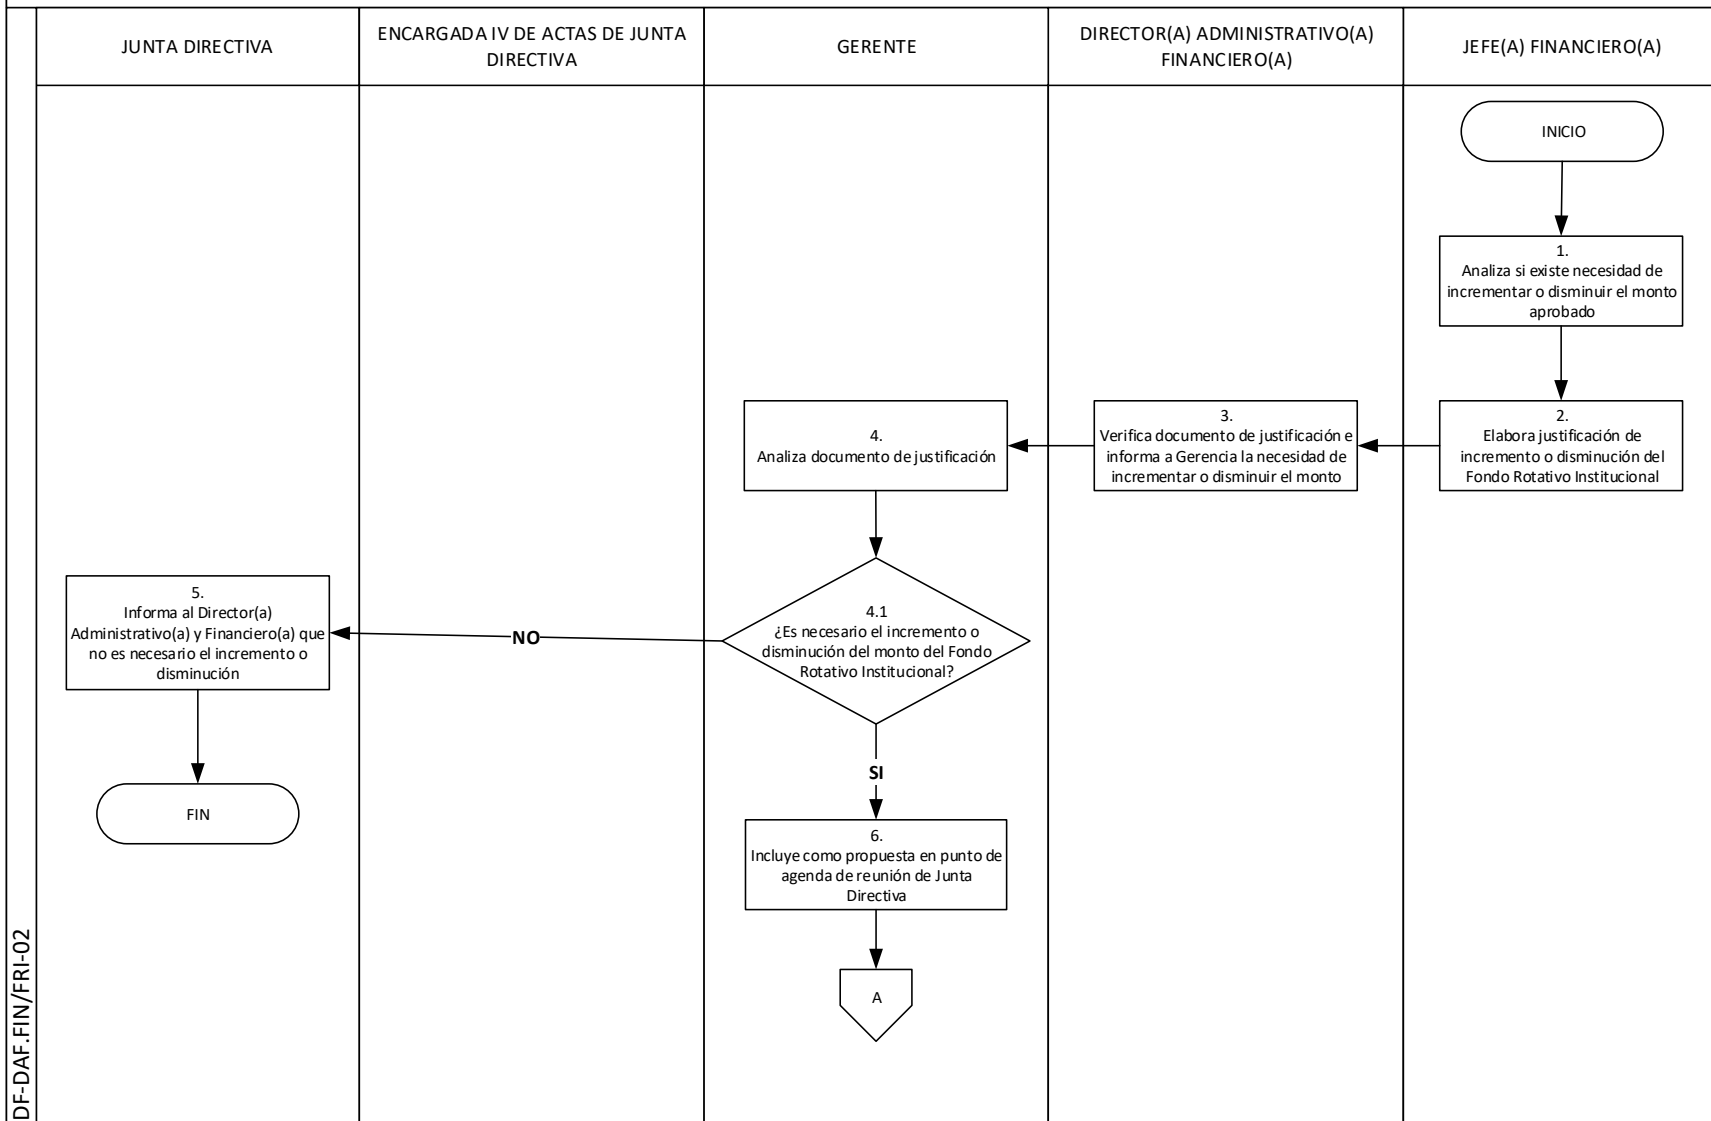 JUNTA DIRECTIVA
ENCARGADA IV DE ACTAS DE JUNTA
DIRECTIVA
GERENTE
DIRECTOR(A) ADMINISTRATIVO(A)
FINANCIERO(A)
JEFE(A) FINANCIERO(A)
INICIO
1.
Analiza si existe necesidad de
incrementar o disminuir el monto
aprobado
2.
Elabora justificación de
incremento o disminución del
Fondo Rotativo Institucional
3.
Verifica documento de justificación e
informa a Gerencia la necesidad de
incrementar o disminuir el monto
4.
Analiza documento de justificación
4.1
¿Es necesario el incremento o
disminución del monto del Fondo
Rotativo Institucional?
NO
5.
Informa al Director(a)
Administrativo(a) y Financiero(a) que
no es necesario el incremento o
disminución
FIN
SI
6.
Incluye como propuesta en punto de
agenda de reunión de Junta
Directiva
A
DF-DAF.FIN/FRI-02